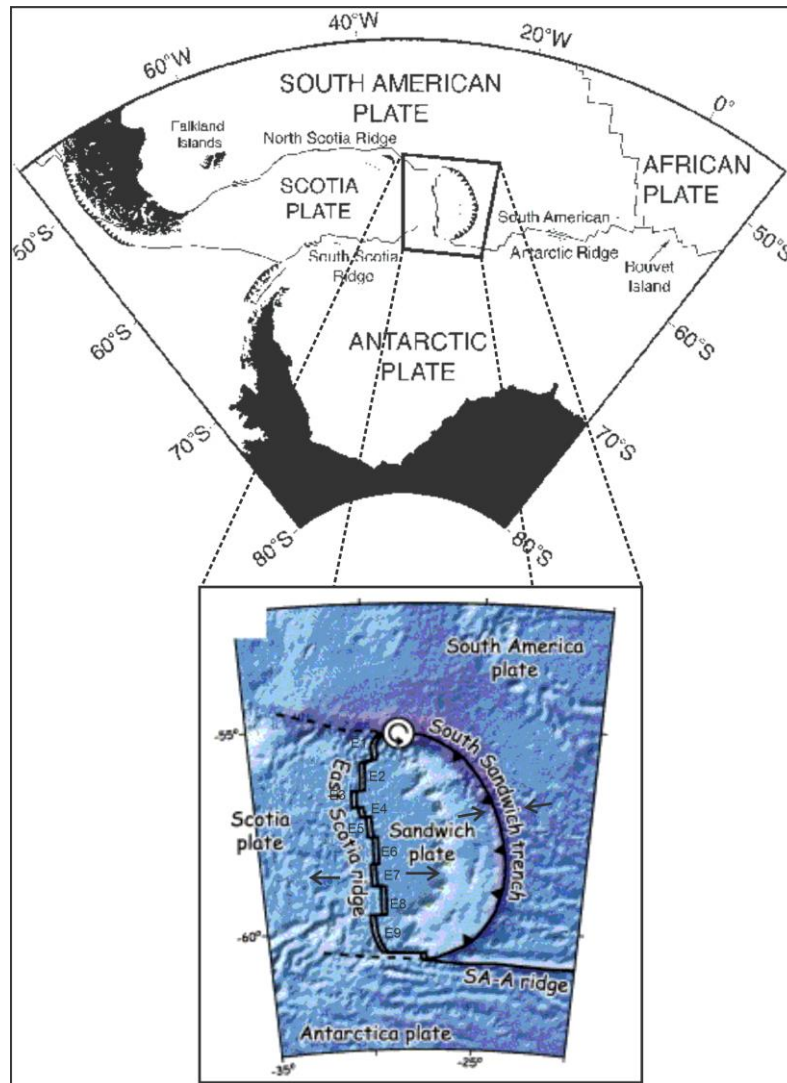 40°W
20°W
60°W
0°
SOUTH AMERICAN
PLATE
Falkland
Islands
North Scotia Ridge
AFRICAN
PLATE
SCOTIA
PLATE
South American
Antarctic Ridge
South Scotia
Ridge
Bouvet
Island
50°S
50°S
60°S
60°S
ANTARCTIC
PLATE
70°S
70°S
80°S
80°S
South America
plate
-55°
South Sandwich trench
E1
E2
E3
E4
E5
E6
E7
E8
E9
East Scotia ridge
Scotia
plate
Sandwich
plate
-60°
SA-A ridge
Antarctica plate
-35°
-25°